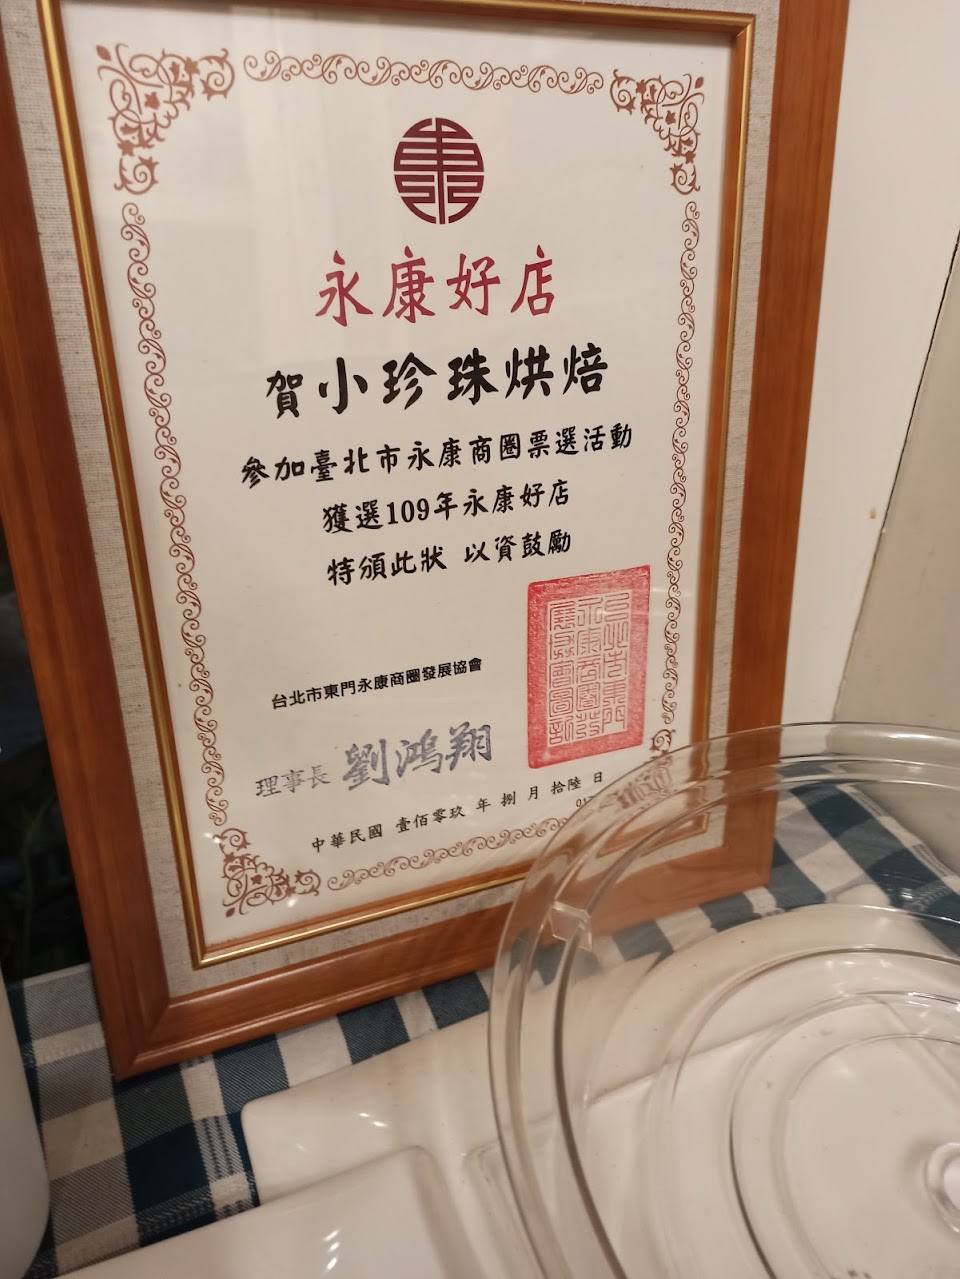 永康好店
賀小珍珠烘焙
參加臺北市永康商圈票選活動
獲選109年永康好店
特頒此狀 以資鼓勵
台北市東門永康商圈發展協會
理事長 劉鴻翔
中華民國 壹佰零玖 年 捌 月 拾陸 日